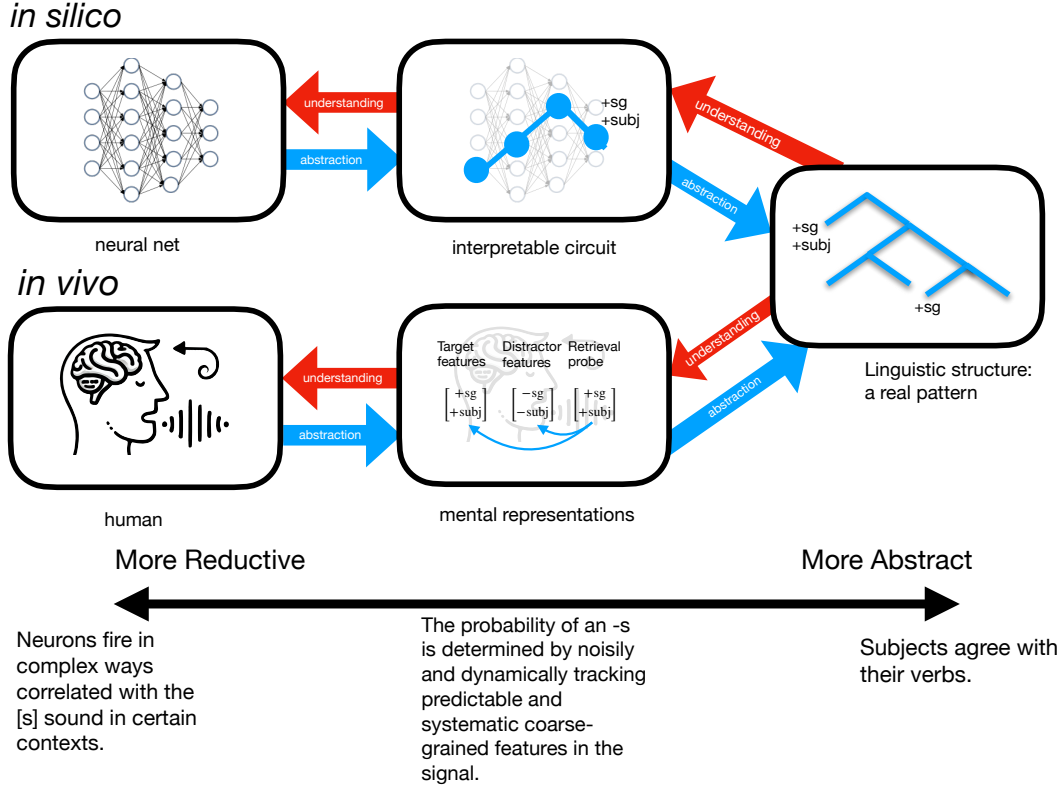 in silico
understanding
abstraction
+sg
+subj
understanding
abstraction
neural net
interpretable circuit
+sg
+subj
+sg
in vivo
understanding
abstraction
Target
features
Distractor
features
Retrieval
probe
[+sg
+subj]
[−sg
−subj]
[+sg
+subj]
understanding
abstraction
Linguistic structure:
a real pattern
human
mental representations
More Reductive
More Abstract
Neurons fire in
complex ways
correlated with the
[s] sound in certain
contexts.
The probability of an -s
is determined by noisily
and dynamically tracking
predictable and
systematic coarse-
grained features in the
signal.
Subjects agree with
their verbs.